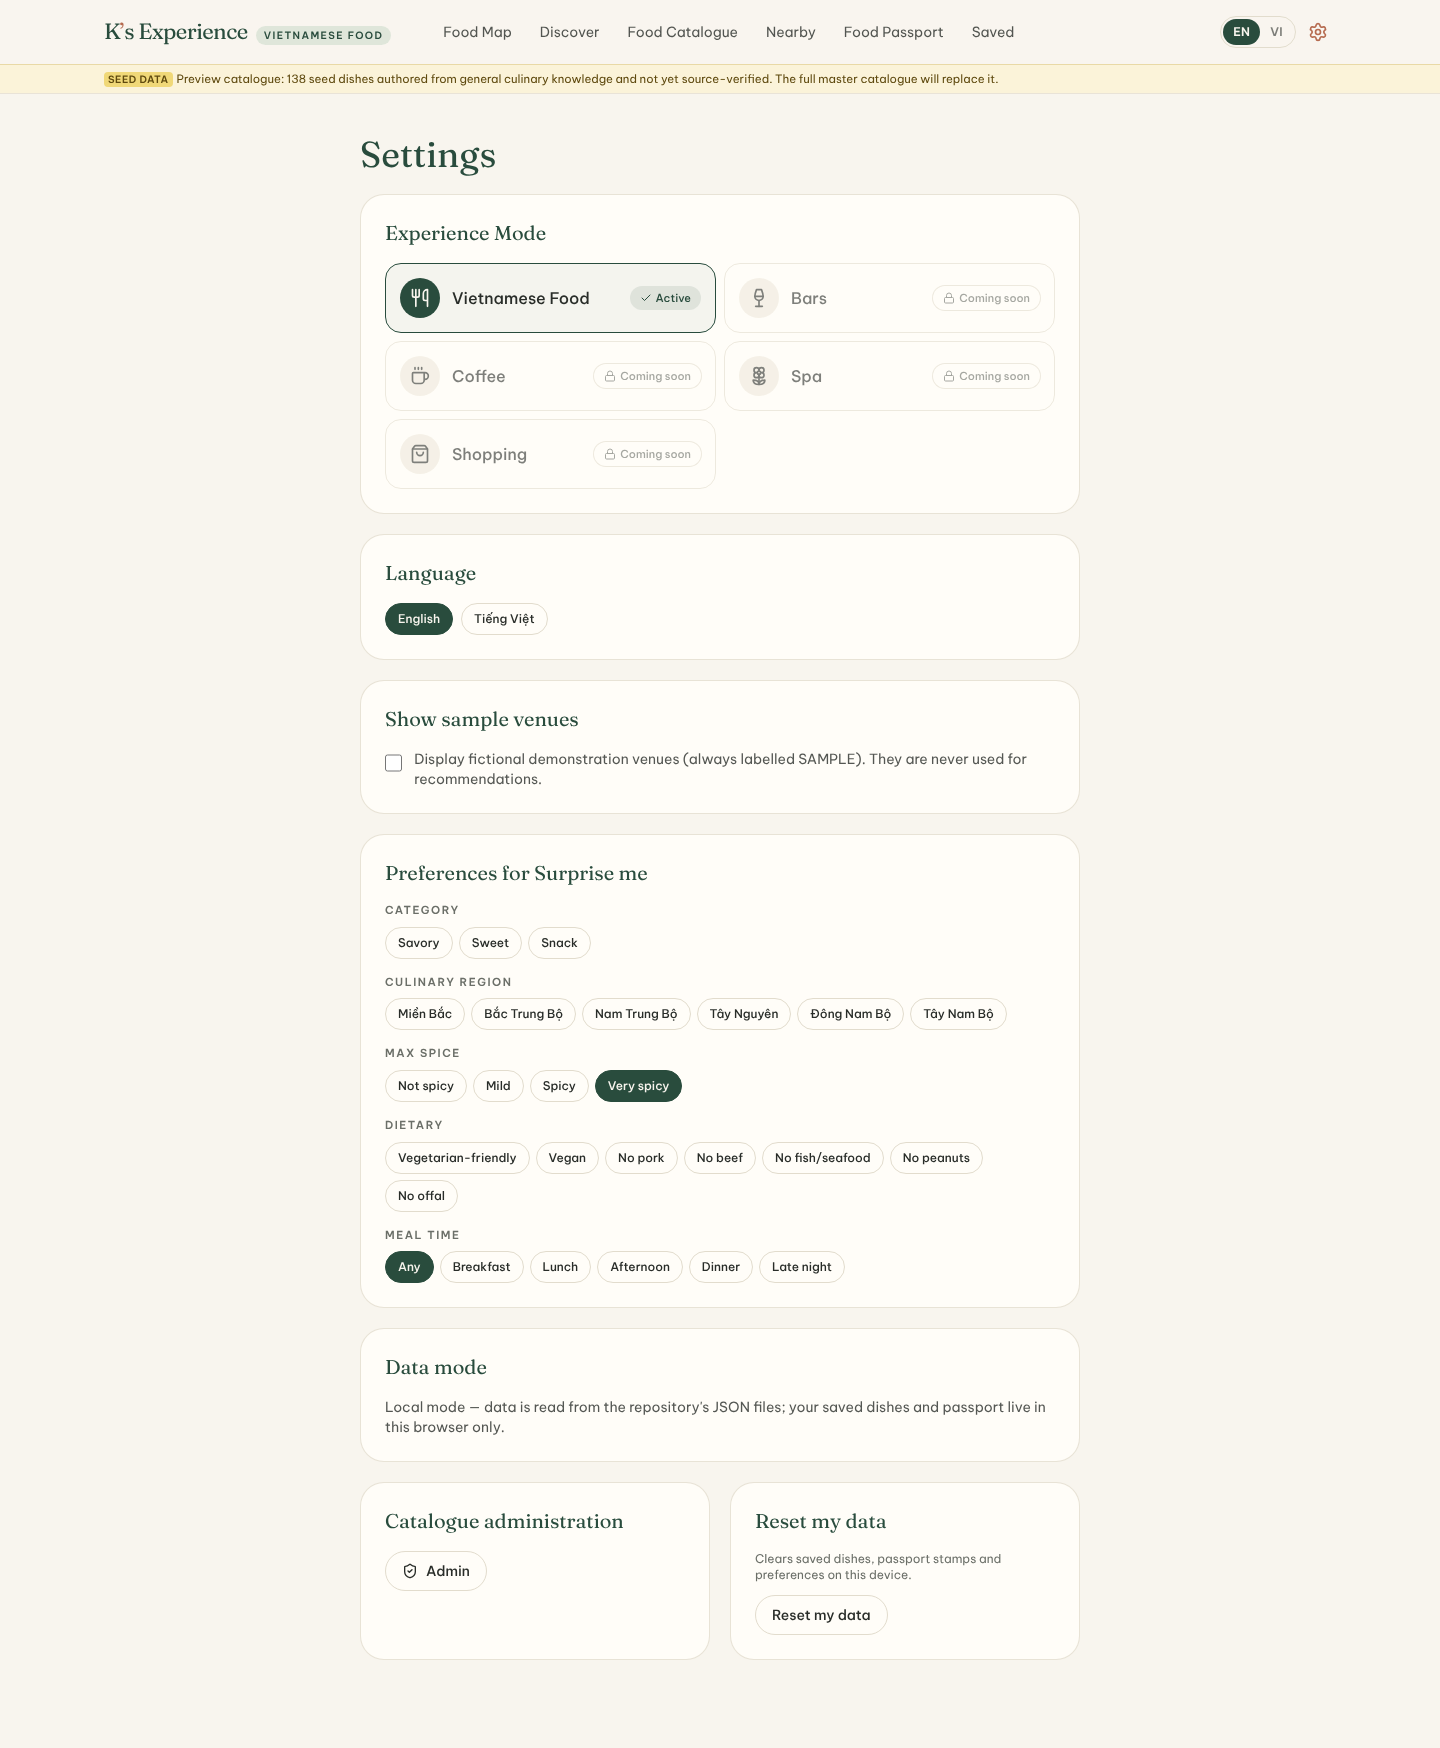 K's Experience VIETNAMESE FOOD
Food Map Discover Food Catalogue Nearby Food Passport Saved
EN VI
SEED DATA Preview catalogue: 138 seed dishes authored from general culinary knowledge and not yet source-verified. The full master catalogue will replace it.
Settings
Experience Mode
Vietnamese Food Active
Bars Coming soon
Coffee Coming soon
Spa Coming soon
Shopping Coming soon
Language
English Tiếng Việt
Show sample venues
Display fictional demonstration venues (always labelled SAMPLE). They are never used for
recommendations.
Preferences for Surprise me
CATEGORY
Savory Sweet Snack
CULINARY REGION
Miền Bắc Bắc Trung Bộ Nam Trung Bộ Tây Nguyên Đông Nam Bộ Tây Nam Bộ
MAX SPICE
Not spicy Mild Spicy Very spicy
DIETARY
Vegetarian-friendly Vegan No pork No beef No fish/seafood No peanuts
No offal
MEAL TIME
Any Breakfast Lunch Afternoon Dinner Late night
Data mode
Local mode — data is read from the repository's JSON files; your saved dishes and passport live in
this browser only.
Catalogue administration
Admin
Reset my data
Clears saved dishes, passport stamps and
preferences on this device.
Reset my data